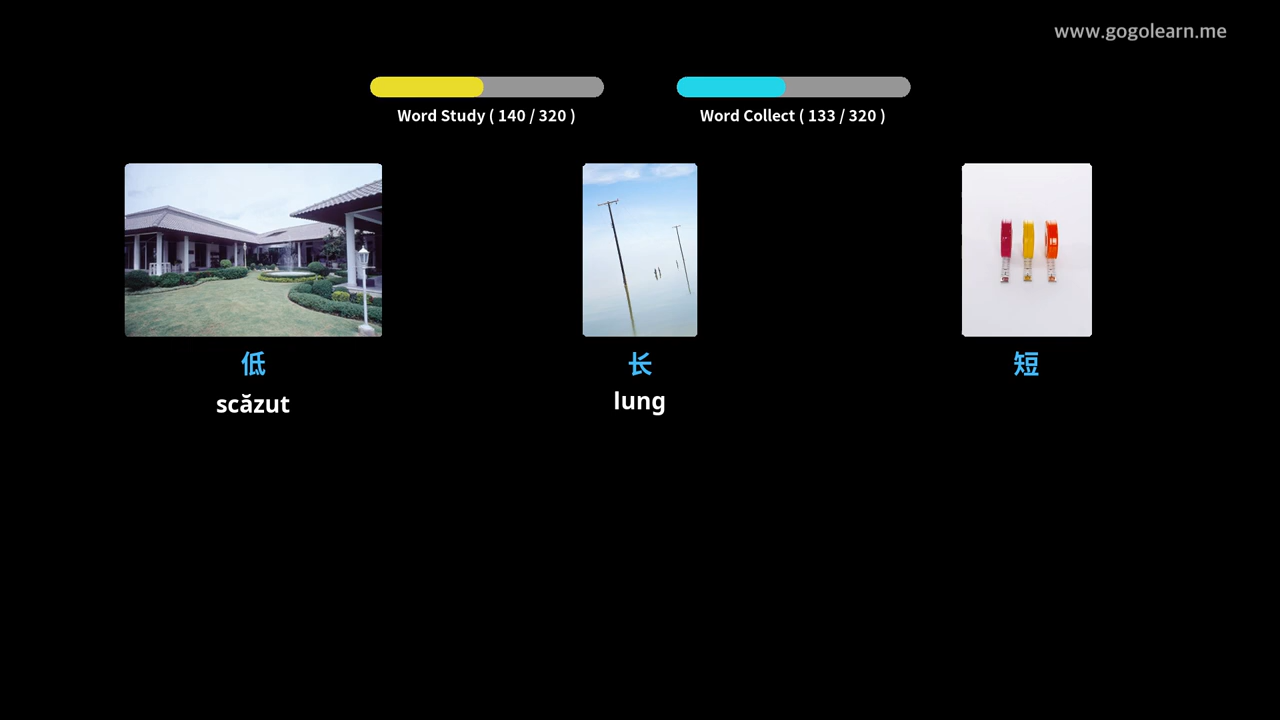 www.gogolearn.me
Word Study ( 140 / 320 )
Word Collect ( 133 / 320 )
低
长
短
scăzut
lung